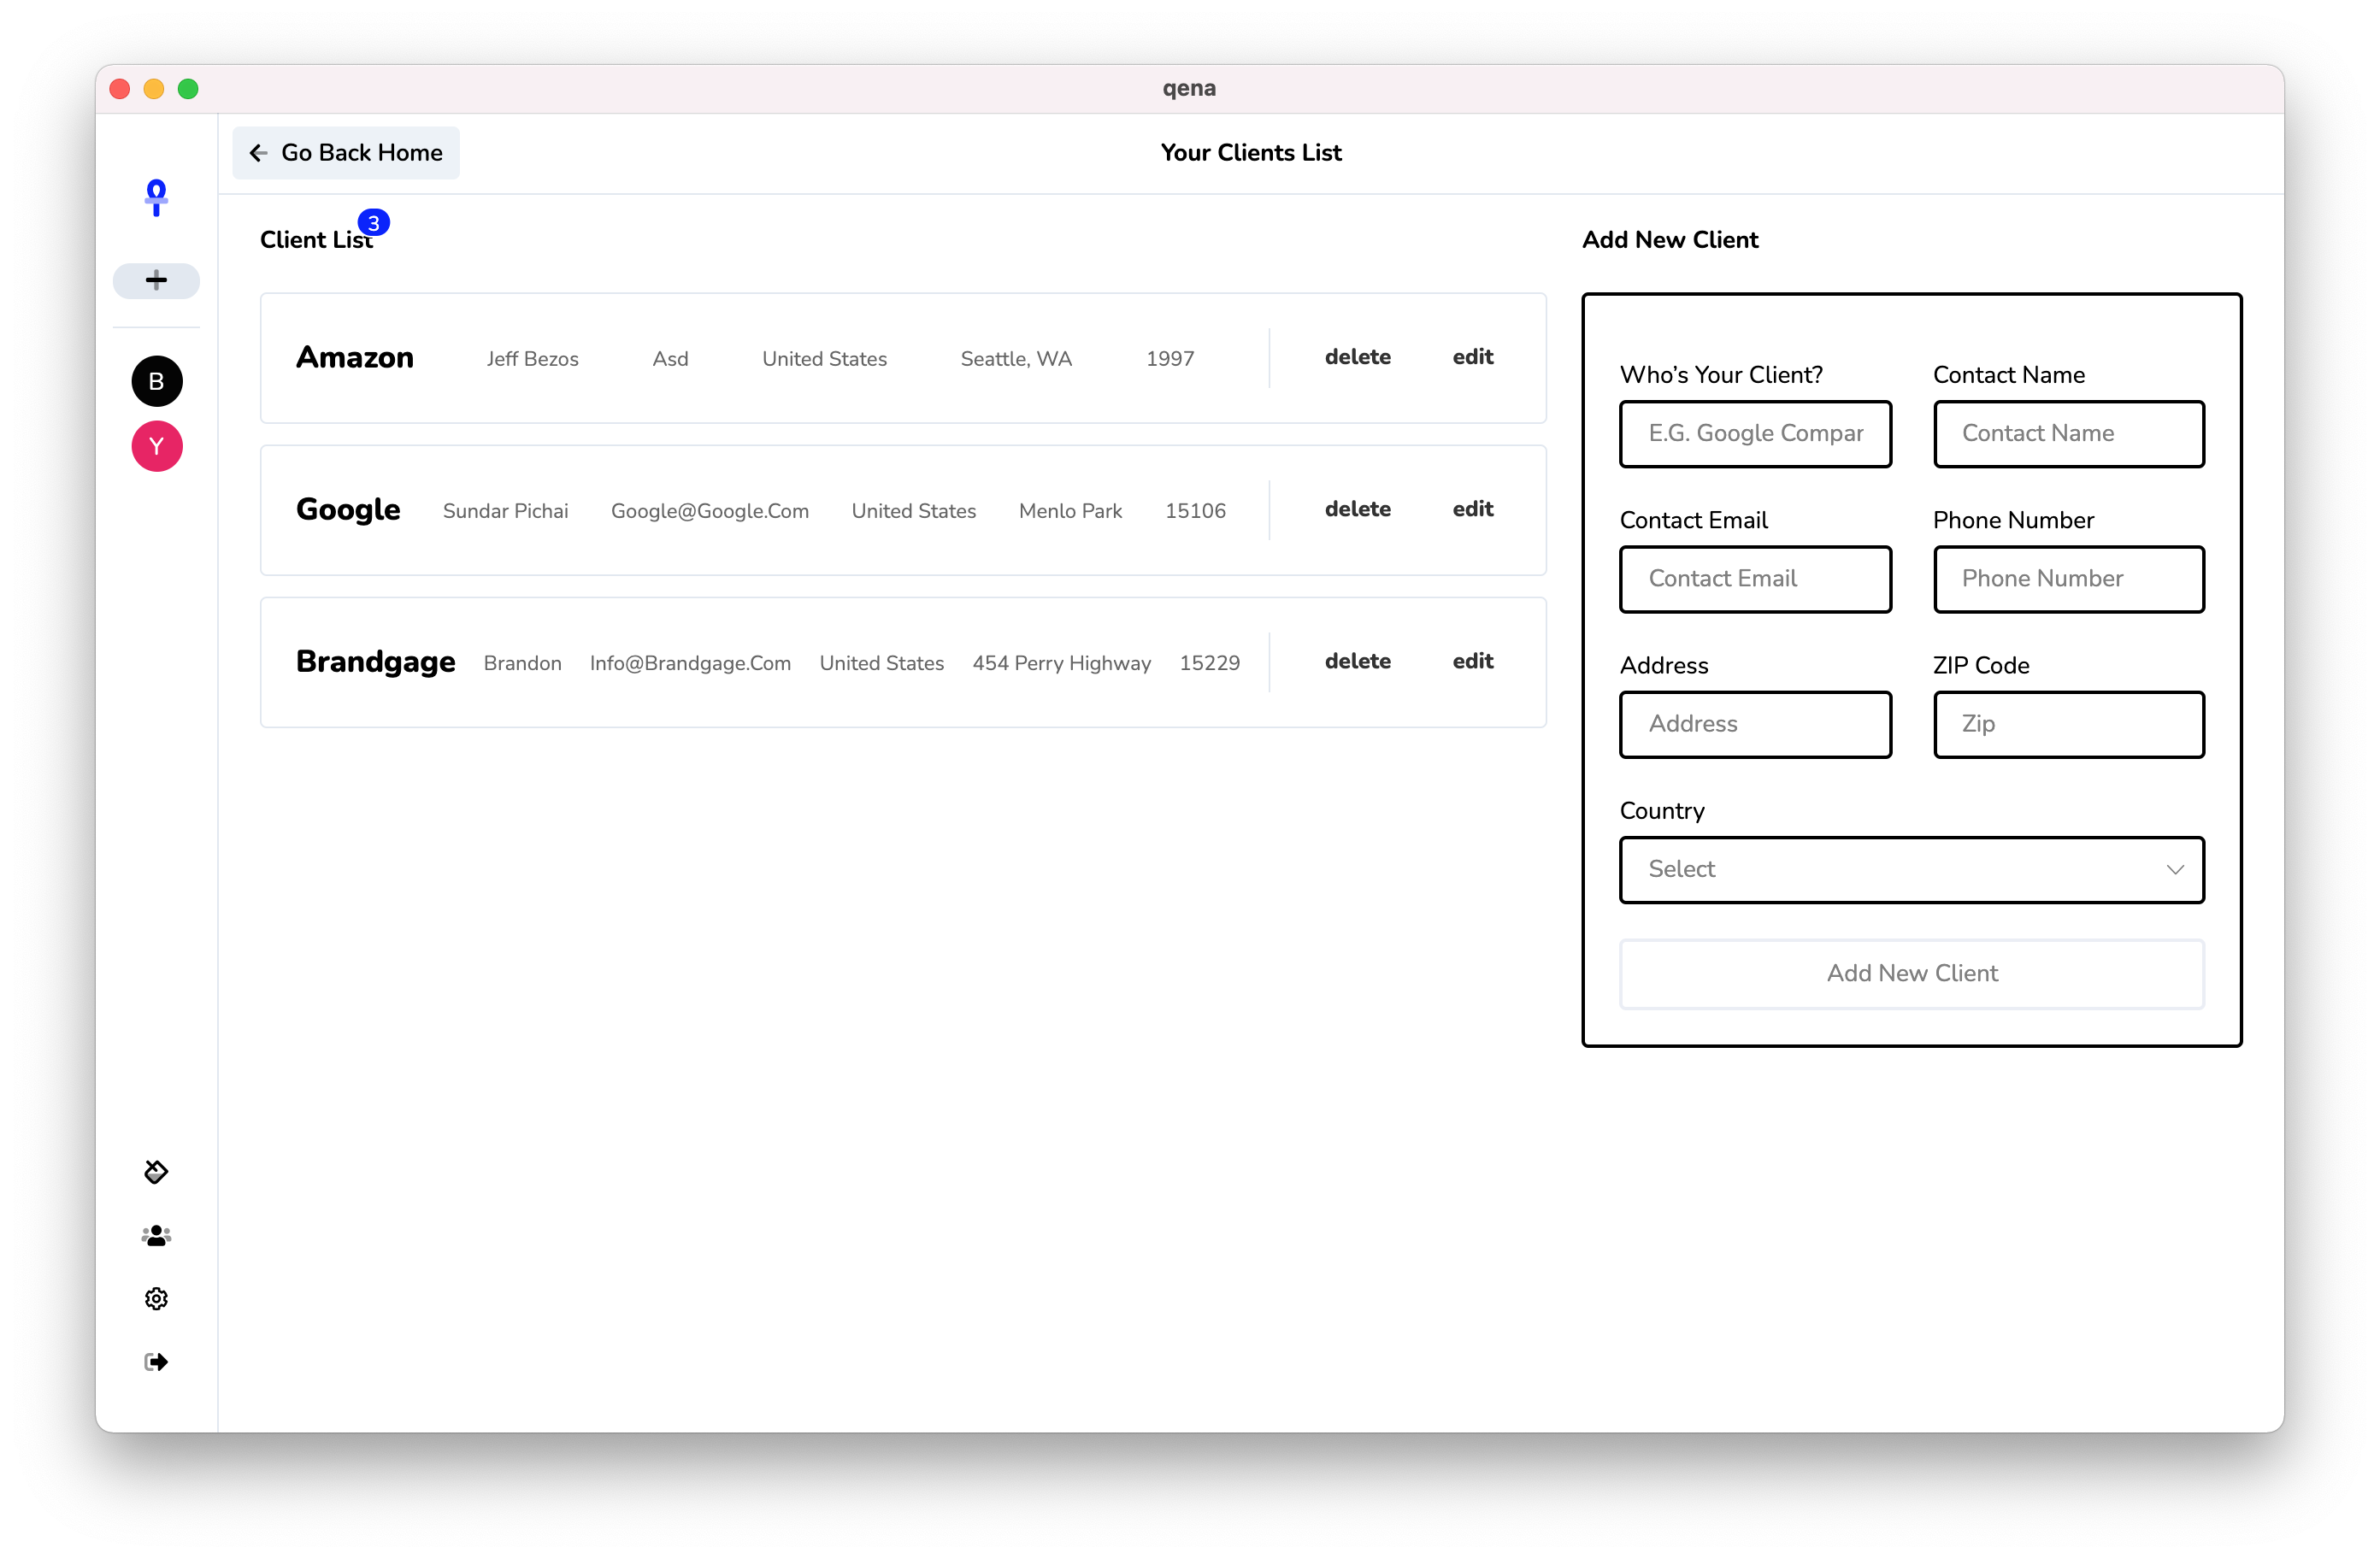 qena
Go Back Home
Your Clients List
B
Y
Client List
3
Amazon Jeff Bezos Asd United States Seattle, WA 1997 delete edit
Google Sundar Pichai Google@Google.Com United States Menlo Park 15106 delete edit
Brandgage Brandon Info@Brandgage.Com United States 454 Perry Highway 15229 delete edit
Add New Client
Who's Your Client? Contact Name
E.G. Google Compar Contact Name
Contact Email Phone Number
Contact Email Phone Number
Address ZIP Code
Address Zip
Country
Select
Add New Client